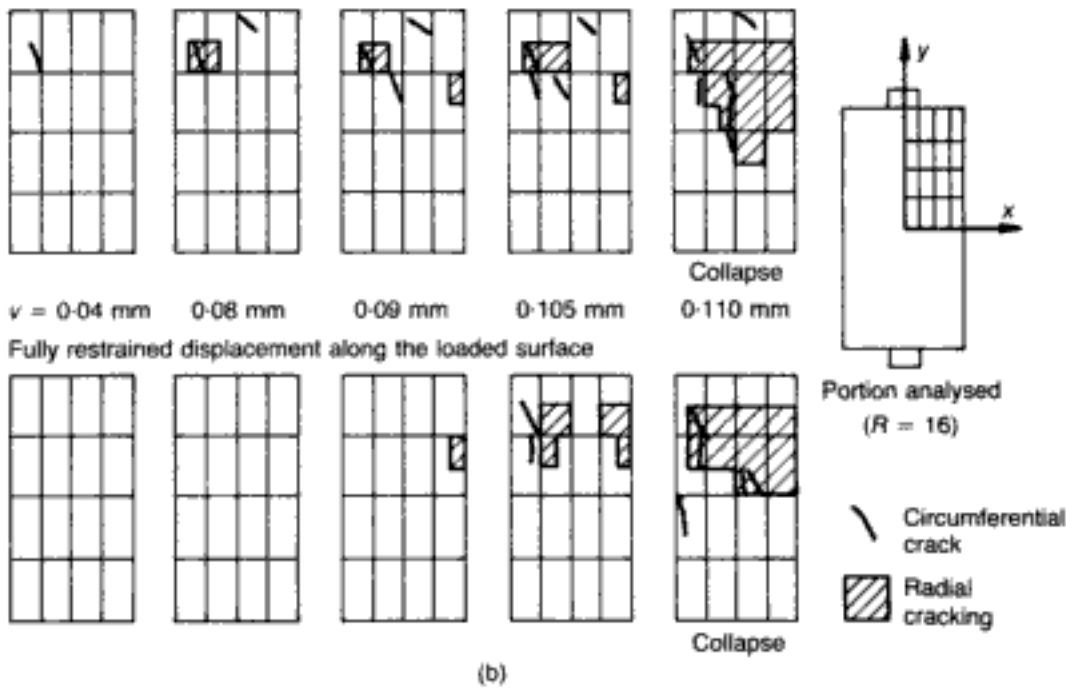 y
x
Collapse
v = 0·04 mm 0·08 mm 0·09 mm 0·105 mm 0·110 mm
Fully restrained displacement along the loaded surface
Portion analysed
(R = 16)
Circumferential
crack
Radial
cracking
Collapse
(b)